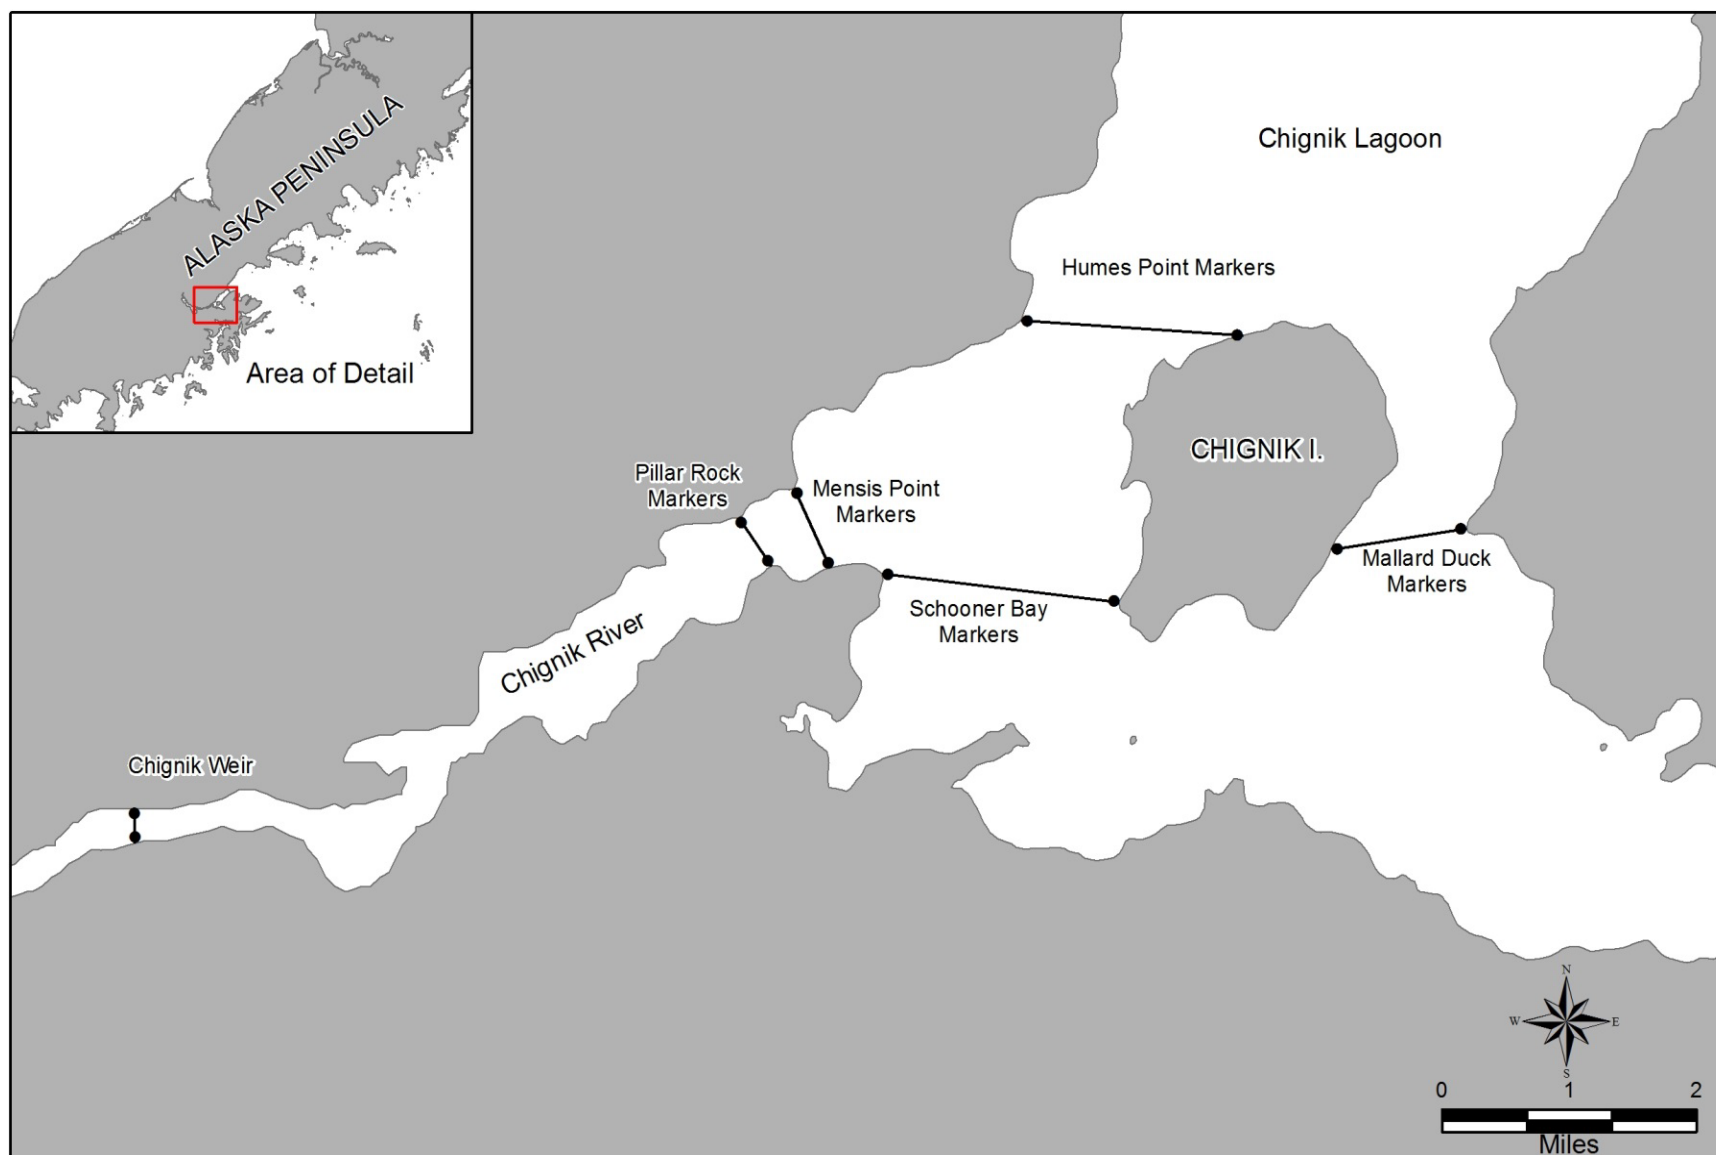 ALASKA PENINSULA
Area of Detail
Chignik Lagoon
Humes Point Markers
CHIGNIK I.
Pillar Rock
Markers
Mensis Point
Markers
Mallard Duck
Markers
Schooner Bay
Markers
Chignik River
Chignik Weir
N
W
E
S
0 1 2
Miles